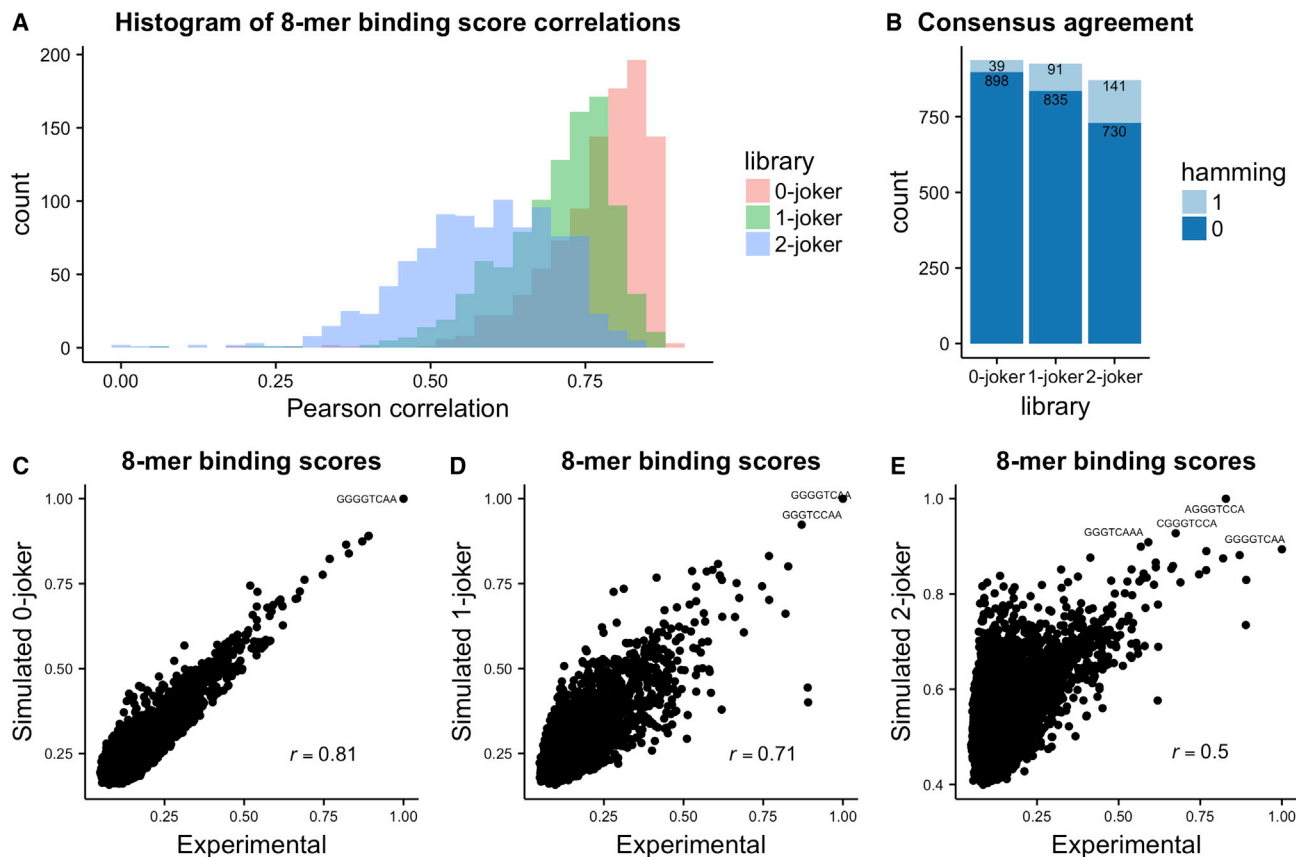 A Histogram of 8-mer binding score correlations
200
150
100
50
0
count
0.00 0.25 0.50 0.75
Pearson correlation
library
0-joker
1-joker
2-joker
B Consensus agreement
750
500
250
0
count
39
898
91
835
141
730
0-joker 1-joker 2-joker
library
hamming
1
0
C 8-mer binding scores
1.00
0.75
0.50
0.25
Simulated 0-joker
GGGGTCAA
r = 0.81
0.25 0.50 0.75 1.00
Experimental
D 8-mer binding scores
1.00
0.75
0.50
0.25
Simulated 1-joker
GGGGTCAA
GGGTCCAA
r = 0.71
0.25 0.50 0.75 1.00
Experimental
E 8-mer binding scores
1.0
0.8
0.6
0.4
Simulated 2-joker
AGGGTCCA
CGGGTCCA
GGGTCAAA
GGGGTCAA
r = 0.5
0.25 0.50 0.75 1.00
Experimental